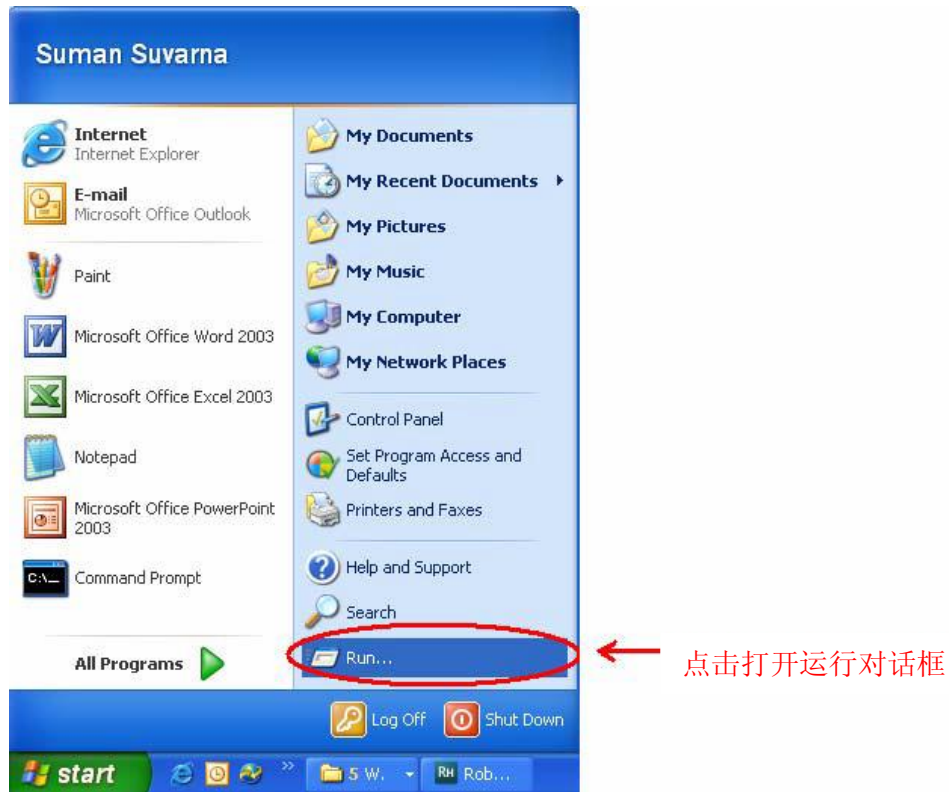 Suman Suvarna
Internet
Internet Explorer
E-mail
Microsoft Office Outlook
Paint
Microsoft Office Word 2003
Microsoft Office Excel 2003
Notepad
Microsoft Office PowerPoint
2003
C:\_
Command Prompt
All Programs
My Documents
My Recent Documents
My Pictures
My Music
My Computer
My Network Places
Control Panel
Set Program Access and
Defaults
Printers and Faxes
Help and Support
Search
Run...
点击打开运行对话框
Log Off
Shut Down
start
5 W.
RH Rob...